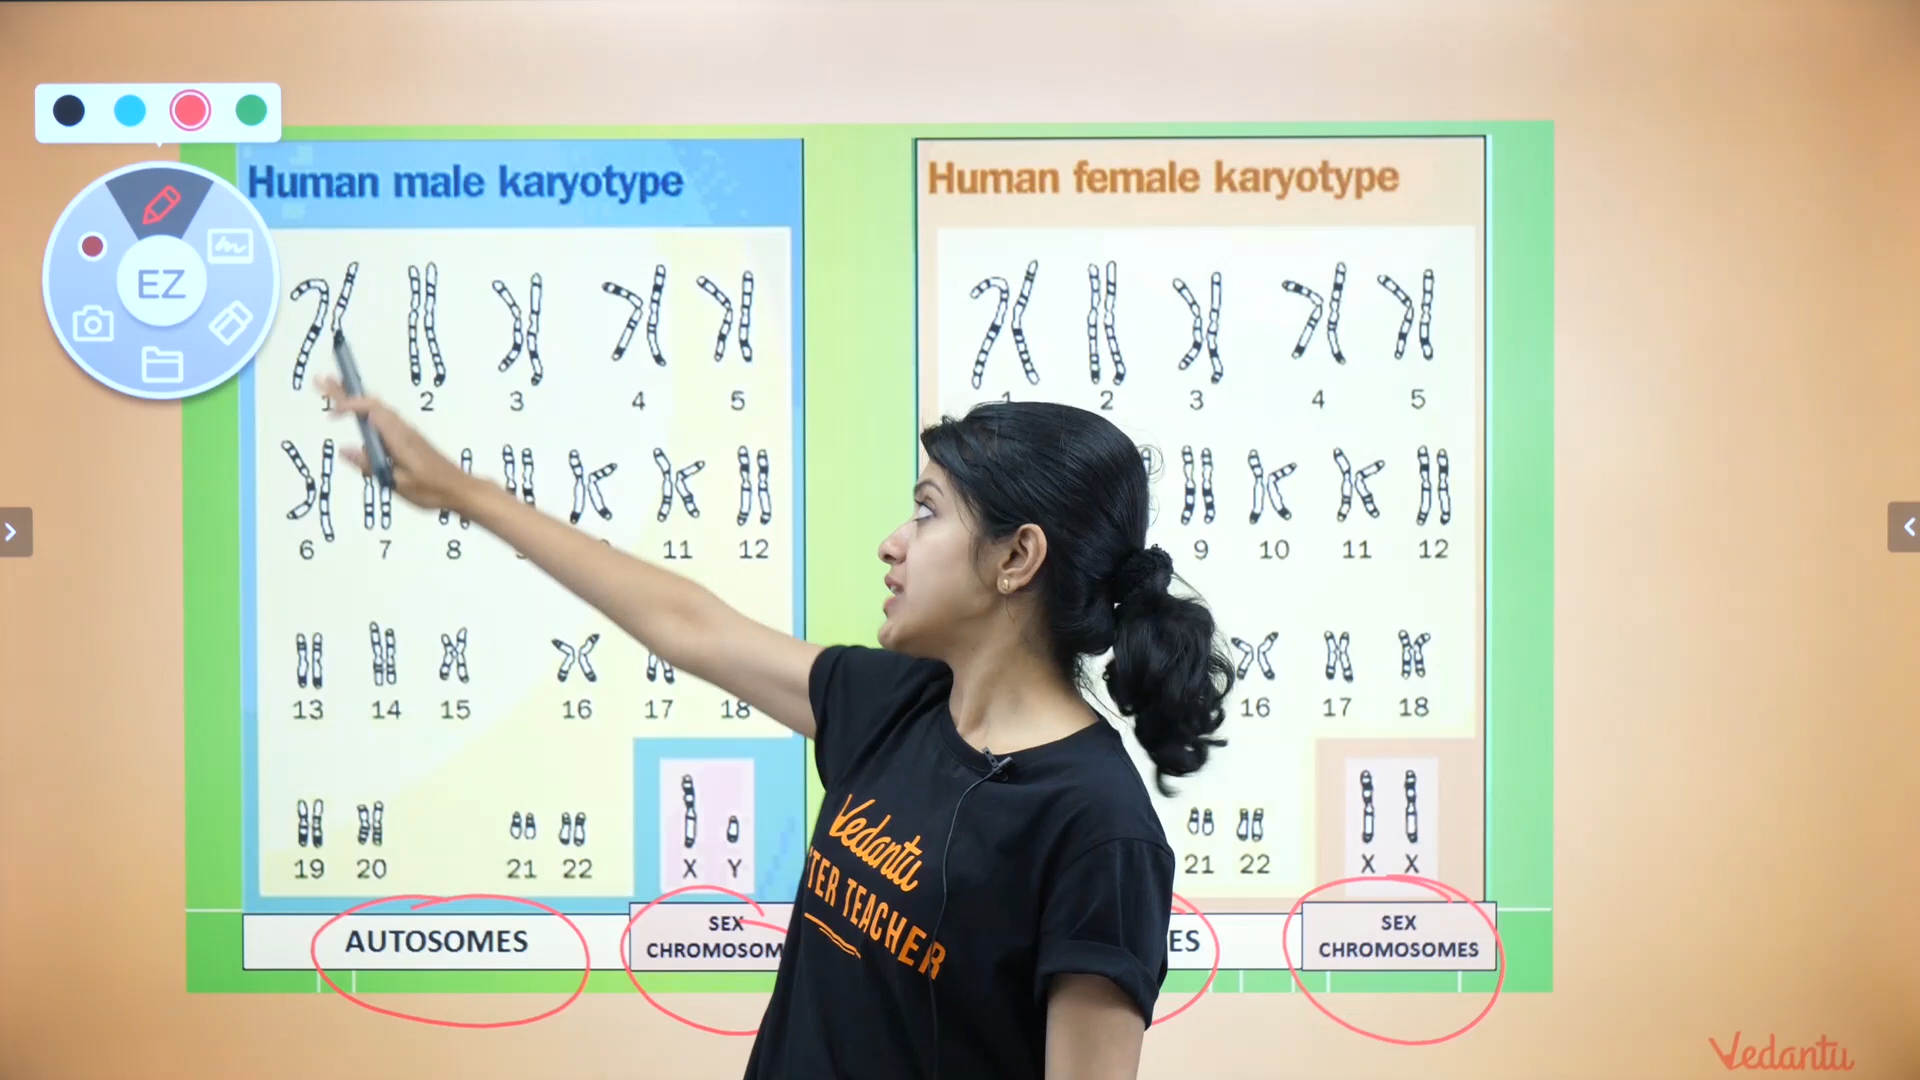 EZ
Human male karyotype
1 2 3 4 5
6 7 8 11 12
13 14 15 16 17 18
19 20 21 22 X Y
AUTOSOMES
SEX
CHROMOSOM
Human female karyotype
1 2 3 4 5
9 10 11 12
16 17 18
21 22 X X
ES
SEX
CHROMOSOMES
Vedantu
TER TEACHER
Vedantu